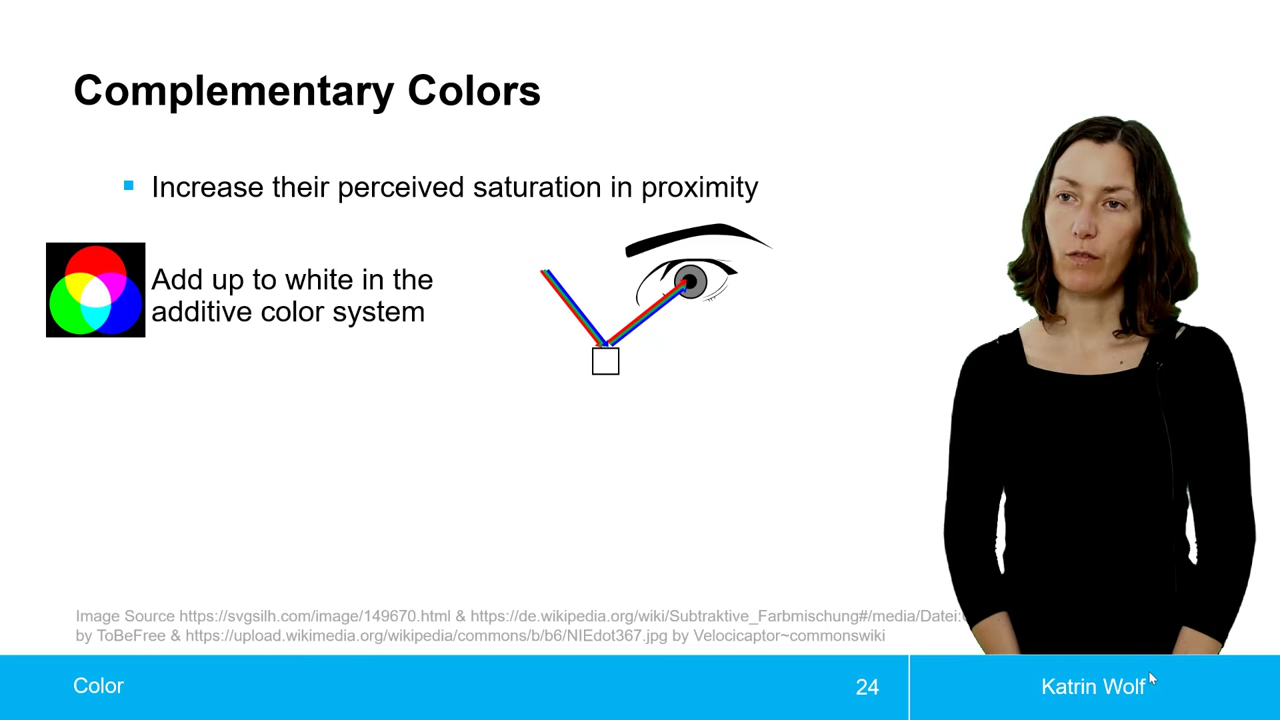 Complementary Colors
Increase their perceived saturation in proximity
Add up to white in the
additive color system
Image Source https://svgsilh.com/image/149670.html & https://de.wikipedia.org/wiki/Subtraktive_Farbmischung#/media/Datei:
by ToBeFree & https://upload.wikimedia.org/wikipedia/commons/b/b6/NIEdot367.jpg by Velocicaptor~commonswiki
Color
24
Katrin Wolf